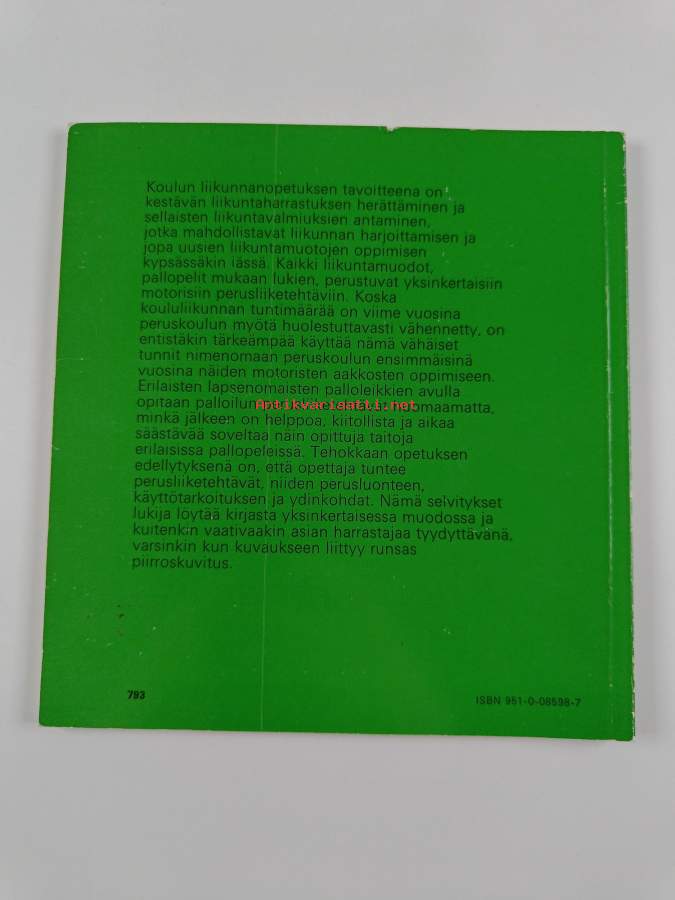 Koulun liikunnanopetuksen tavoitteena on
kestävän liikuntaharrastuksen herättäminen ja
sellaisten liikuntavalmiuksien antaminen,
jotka mahdollistavat liikunnan harjoittamisen ja
jopa uusien liikuntamuotojen oppimisen
kypsässäkin iässä. Kaikki liikuntamuodot,
pallopelit mukaan lukien, perustuvat yksinkertaisiin
motorisiin perusliiketehtäviin. Koska
koululiikunnan tuntimäärää on viime vuosina
peruskoulun myötä huolestuttavasti vähennetty, on
entistäkin tärkeämpää käyttää nämä vähäiset
tunnit nimenomaan peruskoulun ensimmäisinä
vuosina näiden motoristen aakkosten oppimiseen.
Erilaisten lapsenomaisten palloleikkien avulla
opitaan palloilun
Antikvariaatti.net
minkä jälkeen on helppoa, kiitollista ja aikaa
säästävää soveltaa näin opittuja taitoja
erilaisissa pallopeleissä. Tehokkaan opetuksen
edellytyksenä on, että opettaja tuntee
perusliiketehtävät, niiden perusluonteen,
käyttötarkoituksen ja ydinkohdat. Nämä selvitykset
lukija löytää kirjasta yksinkertaisessa muodossa ja
kuitenkin vaativaakin asian harrastajaa tyydyttävänä,
varsinkin kun kuvaukseen liittyy runsas
piirroskuvitus.
793
ISBN 951-0-08598-7